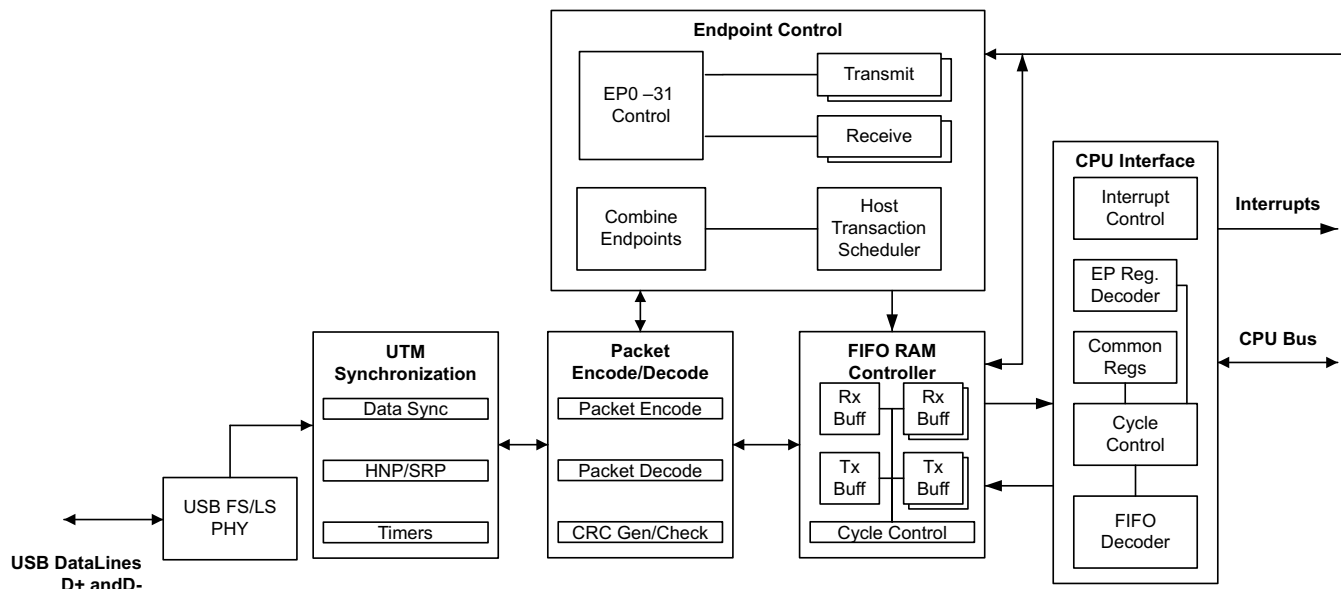 Endpoint Control
EP0 –31
Control
Transmit
Receive
Combine
Endpoints
Host
Transaction
Scheduler
CPU Interface
Interrupt
Control
Interrupts
EP Reg.
Decoder
Common
Regs
CPU Bus
Cycle
Control
FIFO
Decoder
UTM
Synchronization
Data Sync
HNP/SRP
Timers
Packet
Encode/Decode
Packet Encode
Packet Decode
CRC Gen/Check
FIFO RAM
Controller
Rx
Buff
Rx
Buff
Tx
Buff
Tx
Buff
Cycle Control
USB FS/LS
PHY
USB DataLines
D+ andD-